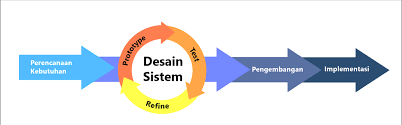 Perencanaan
Kebutuhan
Prototype
Desain
Sistem
Test
Refine
Pengembangan
Implementasi